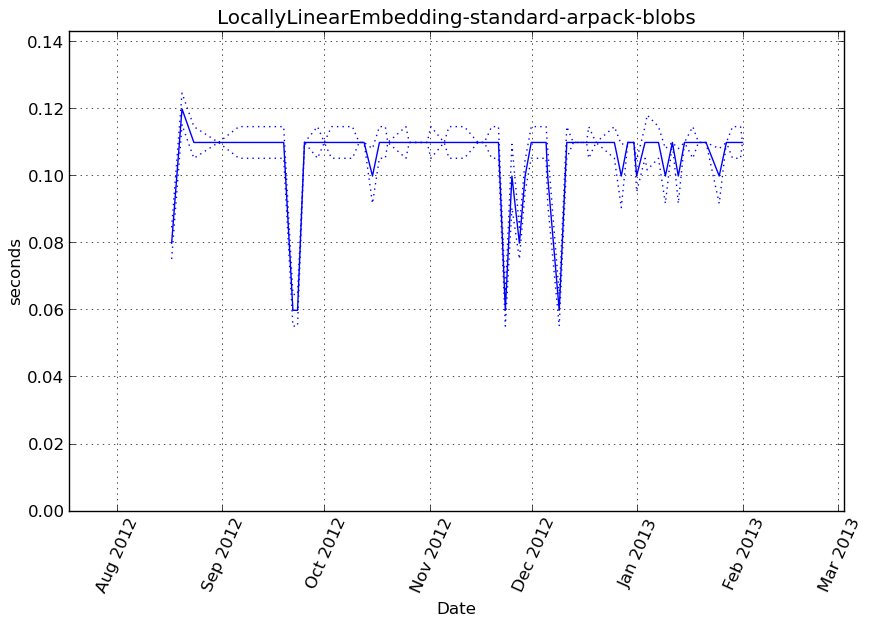 LocallyLinearEmbedding-standard-arpack-blobs
0.14
0.12
0.10
0.08
0.06
0.04
0.02
0.00
seconds
Aug 2012
Sep 2012
Oct 2012
Nov 2012
Dec 2012
Jan 2013
Feb 2013
Mar 2013
Date